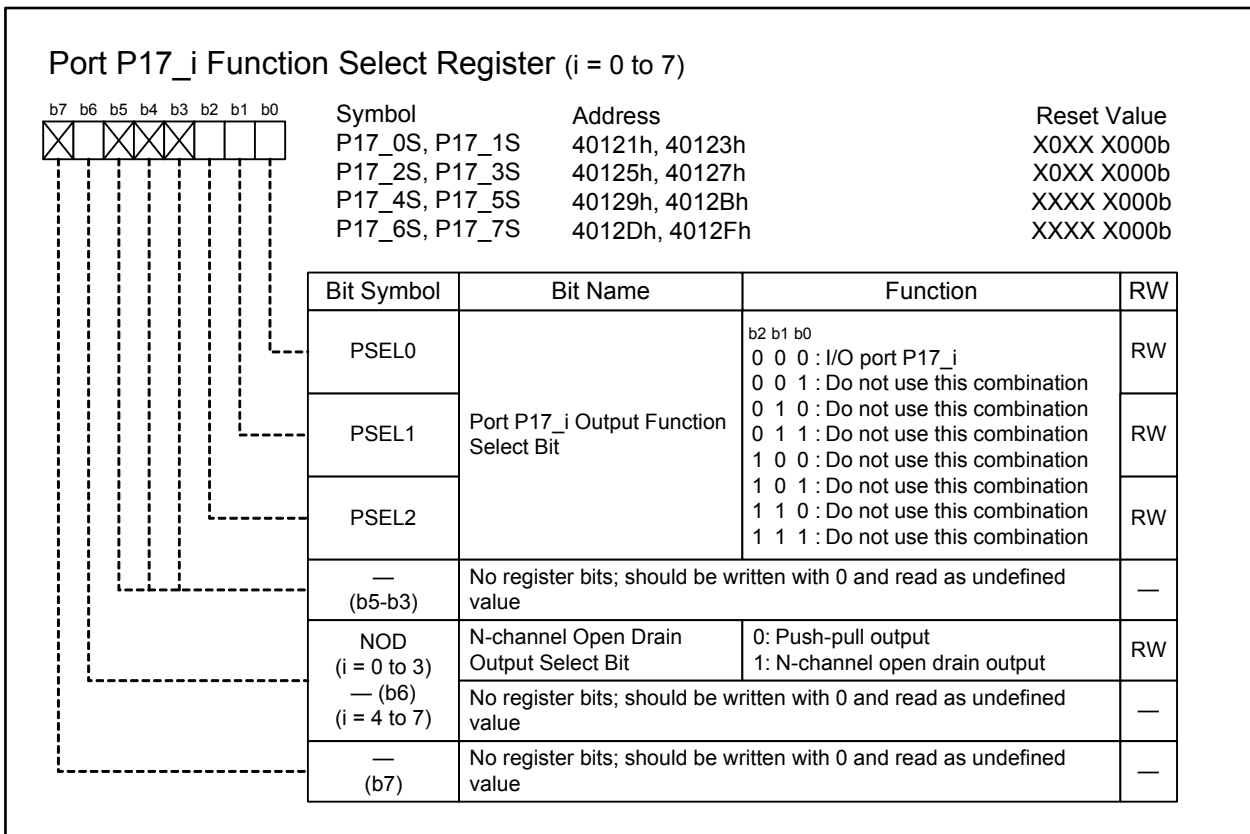 Port P17_i Function Select Register (i = 0 to 7)
b7 b6 b5 b4 b3 b2 b1 b0
Symbol Address Reset Value
P17_0S, P17_1S 40121h, 40123h X0XX X000b
P17_2S, P17_3S 40125h, 40127h X0XX X000b
P17_4S, P17_5S 40129h, 4012Bh XXXX X000b
P17_6S, P17_7S 4012Dh, 4012Fh XXXX X000b
Bit Symbol Bit Name Function RW
PSEL0 RW
PSEL1 RW
PSEL2 RW
Port P17_i Output Function
Select Bit
b2 b1 b0
0 0 0 : I/O port P17_i
0 0 1 : Do not use this combination
0 1 0 : Do not use this combination
0 1 1 : Do not use this combination
1 0 0 : Do not use this combination
1 0 1 : Do not use this combination
1 1 0 : Do not use this combination
1 1 1 : Do not use this combination
—
(b5-b3)
No register bits; should be written with 0 and read as undefined
value
—
NOD
(i = 0 to 3)
— (b6)
(i = 4 to 7)
N-channel Open Drain
Output Select Bit
0: Push-pull output
1: N-channel open drain output
RW
No register bits; should be written with 0 and read as undefined
value
—
—
(b7)
No register bits; should be written with 0 and read as undefined
value
—